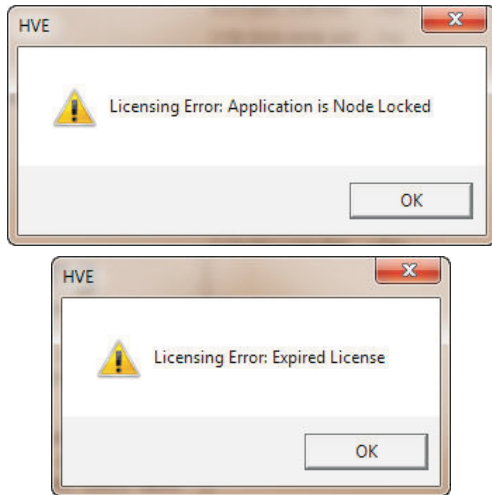 HVE
Licensing Error: Application is Node Locked
OK
HVE
Licensing Error: Expired License
OK